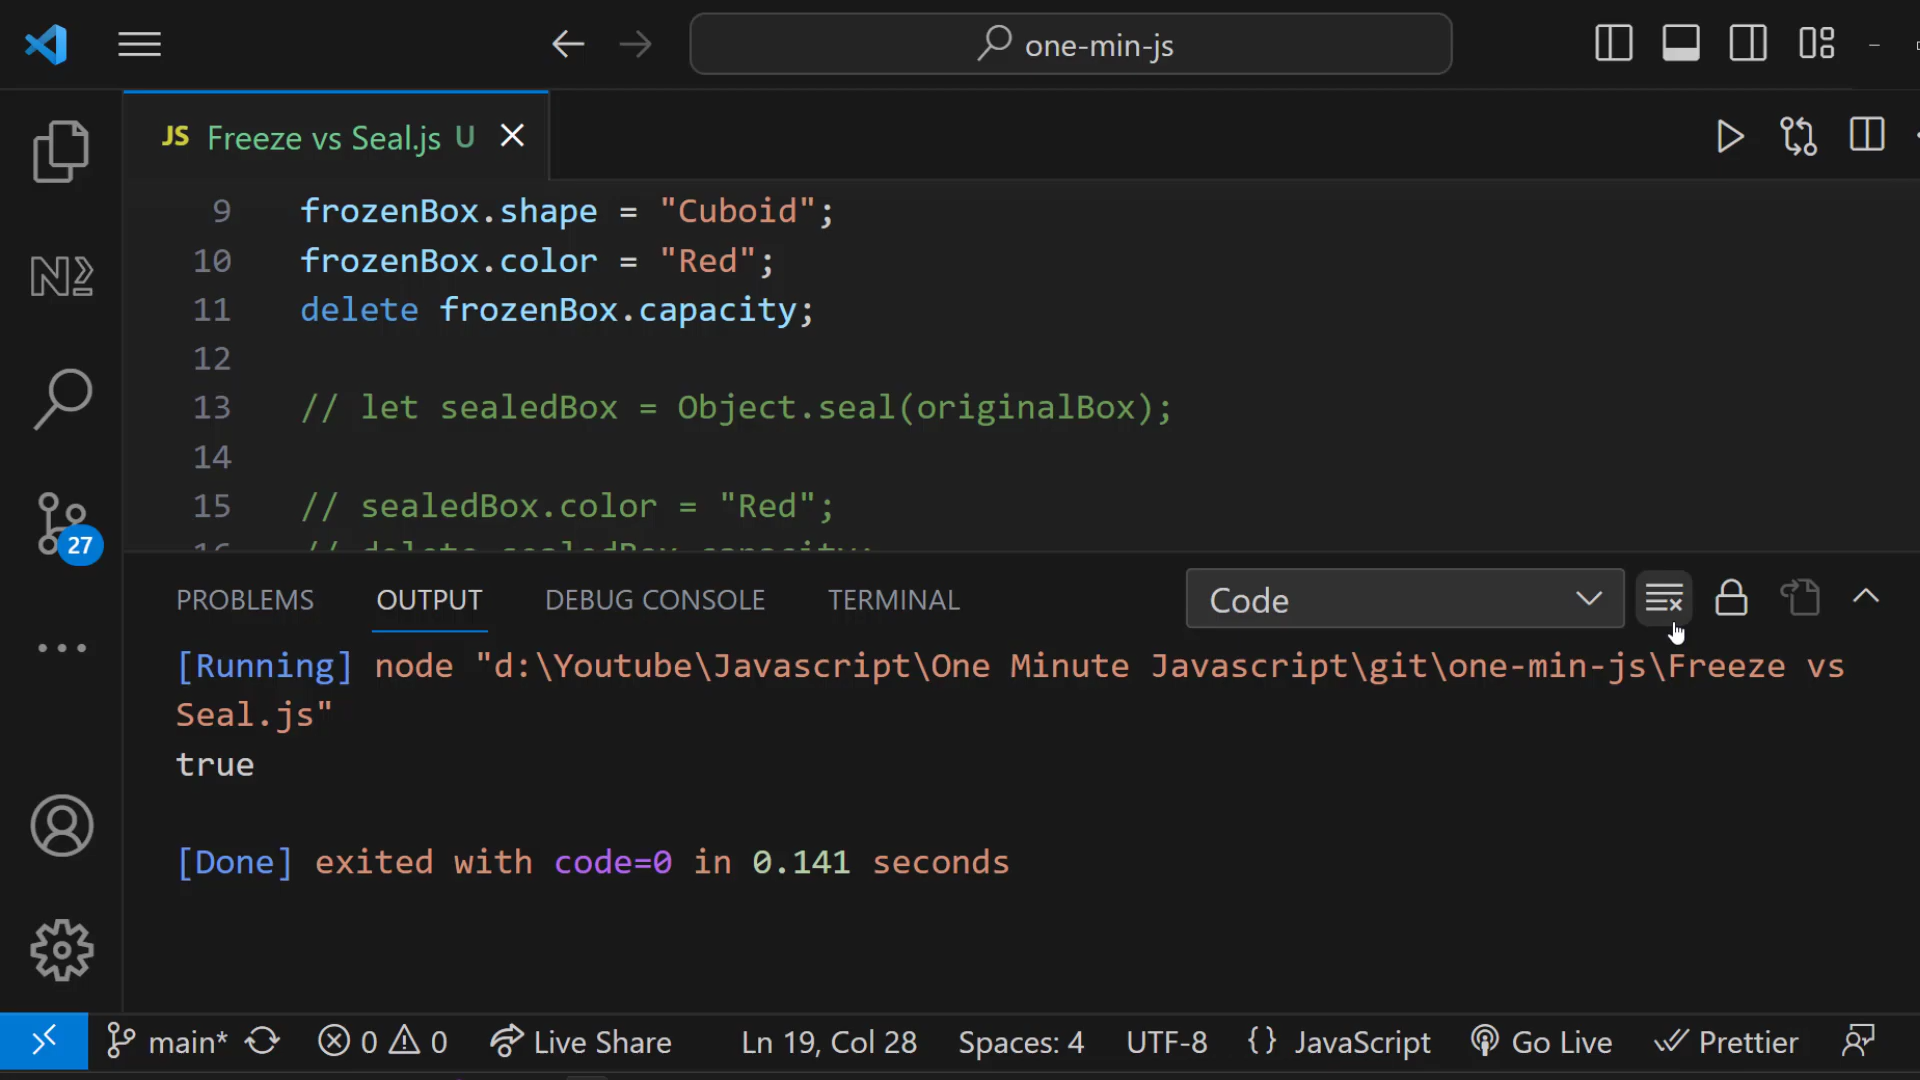 one-min-js
JS Freeze vs Seal.js U
9 frozenBox.shape = "Cuboid";
10 frozenBox.color = "Red";
11 delete frozenBox.capacity;
12
13 // let sealedBox = Object.seal(originalBox);
14
15 // sealedBox.color = "Red";
16 // delete sealedBox.capacity;
27
PROBLEMS OUTPUT DEBUG CONSOLE TERMINAL Code
[Running] node "d:\Youtube\Javascript\One Minute Javascript\git\one-min-js\Freeze vs
Seal.js"
true
[Done] exited with code=0 in 0.141 seconds
main* 0 0 Live Share Ln 19, Col 28 Spaces: 4 UTF-8 {} JavaScript Go Live Prettier